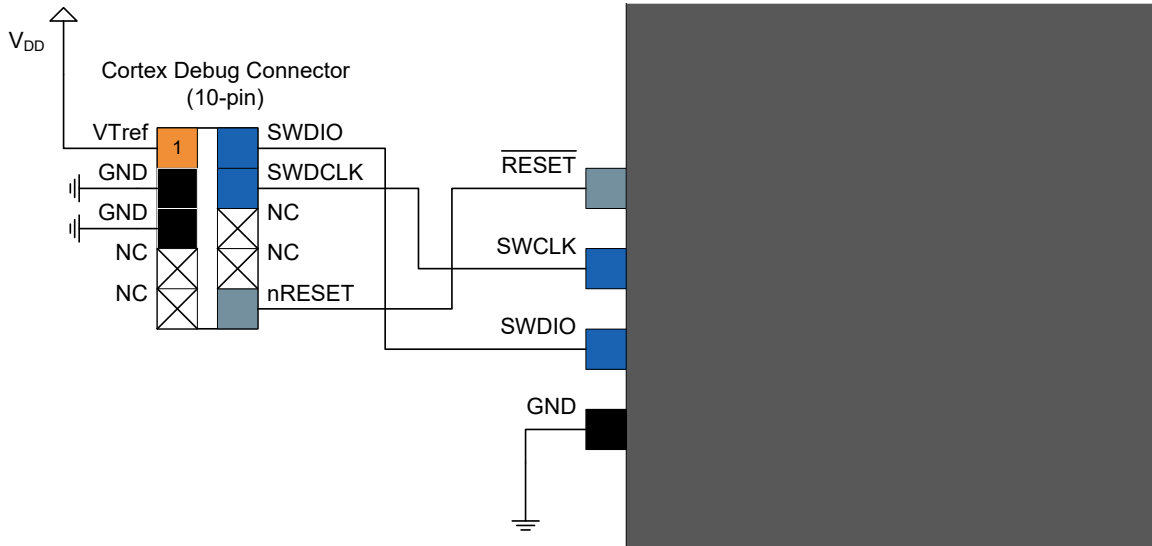 VDD
Cortex Debug Connector
(10-pin)
VTref
1
SWDIO
GND
SWDCLK
GND
NC
NC
NC
NC
nRESET
RESET
SWCLK
SWDIO
GND